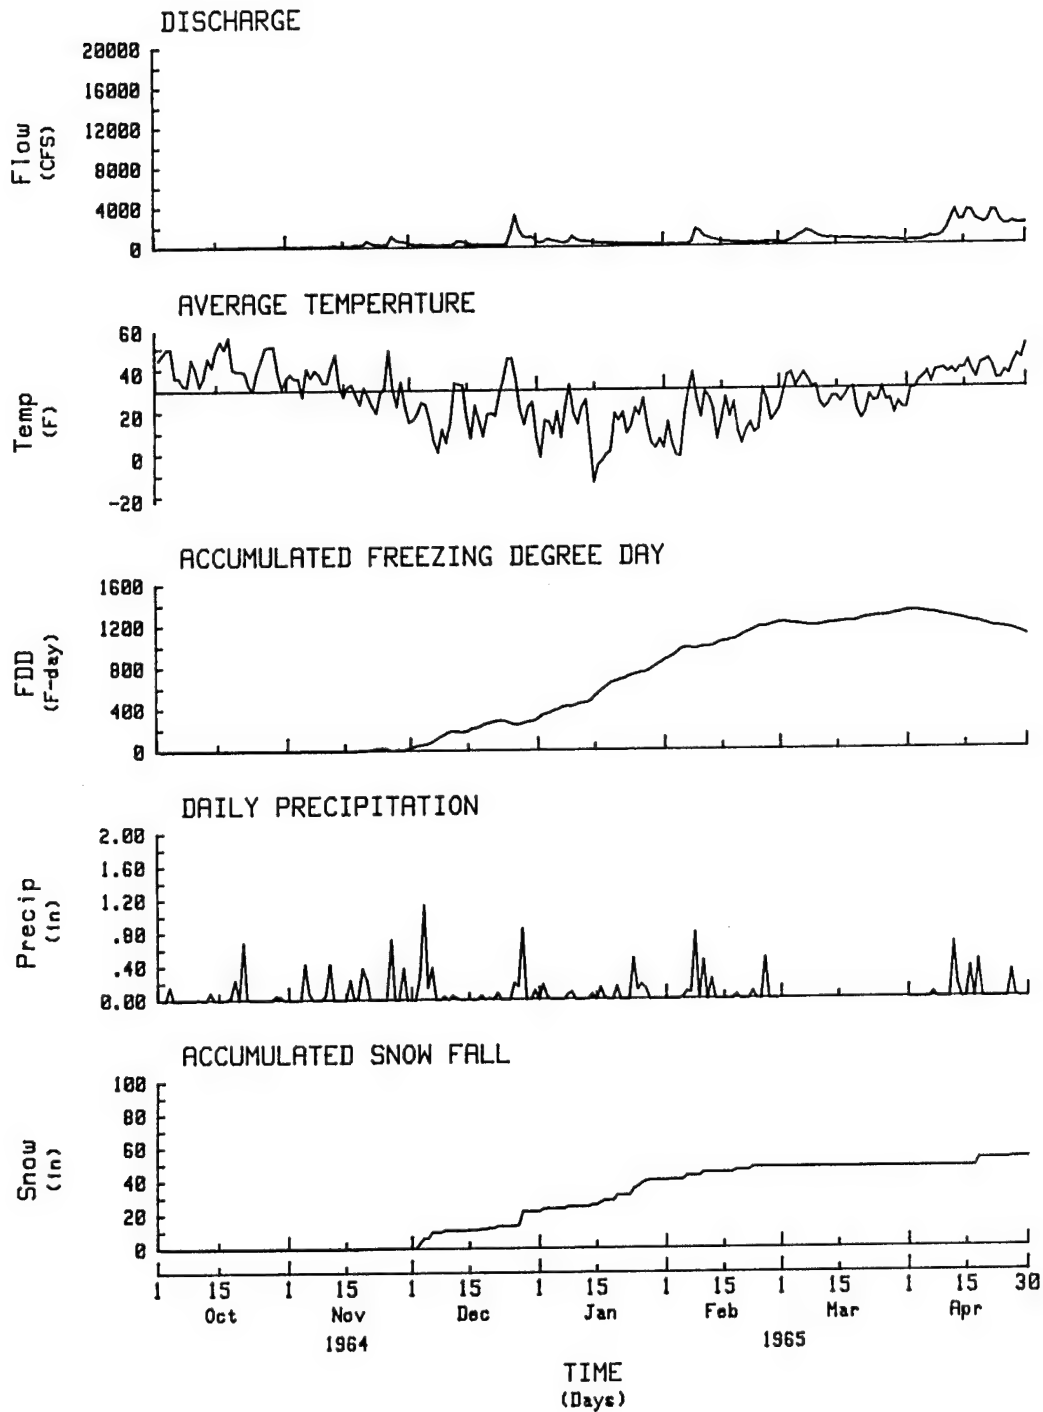 DISCHARGE
20000
16000
12000
8000
4000
0
Flow
(CFS)
AVERAGE TEMPERATURE
60
40
20
0
-20
Temp
(F)
ACCUMULATED FREEZING DEGREE DAY
1600
1200
800
400
0
FDD
(F-day)
DAILY PRECIPITATION
2.00
1.60
1.20
.80
.40
0.00
Precip
(in)
ACCUMULATED SNOW FALL
100
80
60
40
20
0
Snow
(in)
1 15 1 15 1 15 1 15 1 15 1 15 1 15 30
Oct Nov Dec Jan Feb Mar Apr
1964 1965
TIME
(Days)